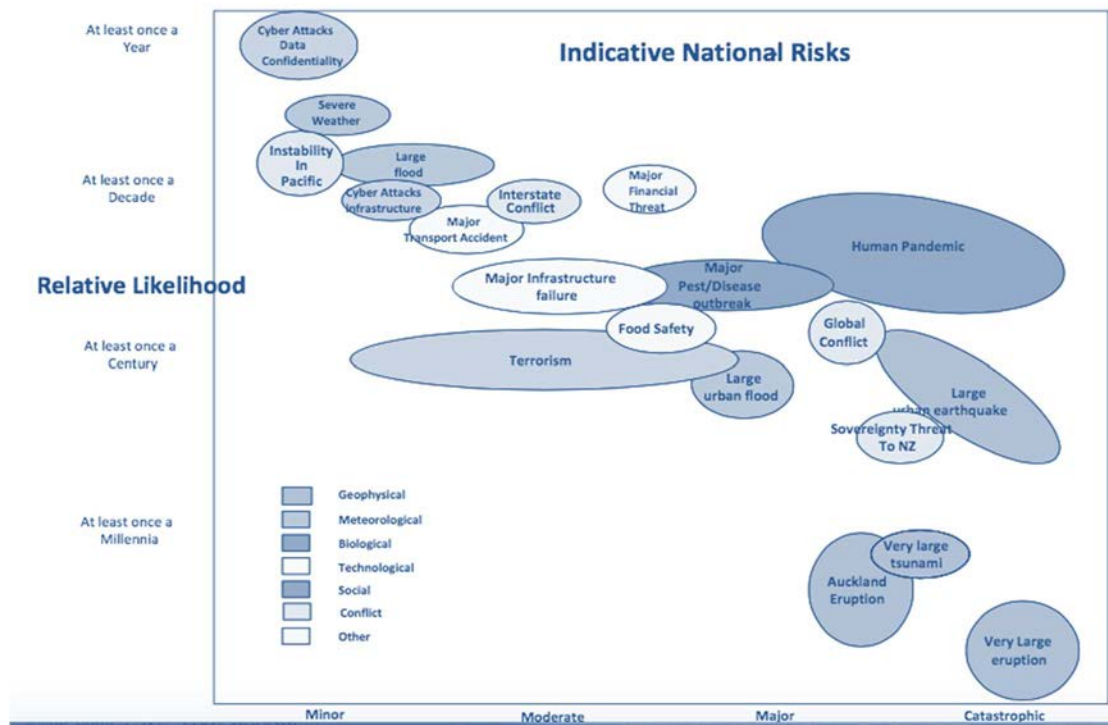 At least once a
Year
Cyber Attacks
Data
Confidentiality
Indicative National Risks
Severe
Weather
Instability
In
Pacific
Large
flood
At least once a
Decade
Cyber Attacks
Infrastructure
Interstate
Conflict
Major
Financial
Threat
Major
Transport Accident
Human Pandemic
Relative Likelihood
Major Infrastructure
failure
Major
Pest/Disease
outbreak
Food Safety
Global
Conflict
At least once a
Century
Terrorism
Large
urban flood
Large
urban earthquake
Sovereignty Threat
To NZ
Geophysical
Meteorological
Biological
Technological
Social
Conflict
Other
At least once a
Millennia
Very large
tsunami
Auckland
Eruption
Very Large
eruption
Minor
Moderate
Major
Catastrophic